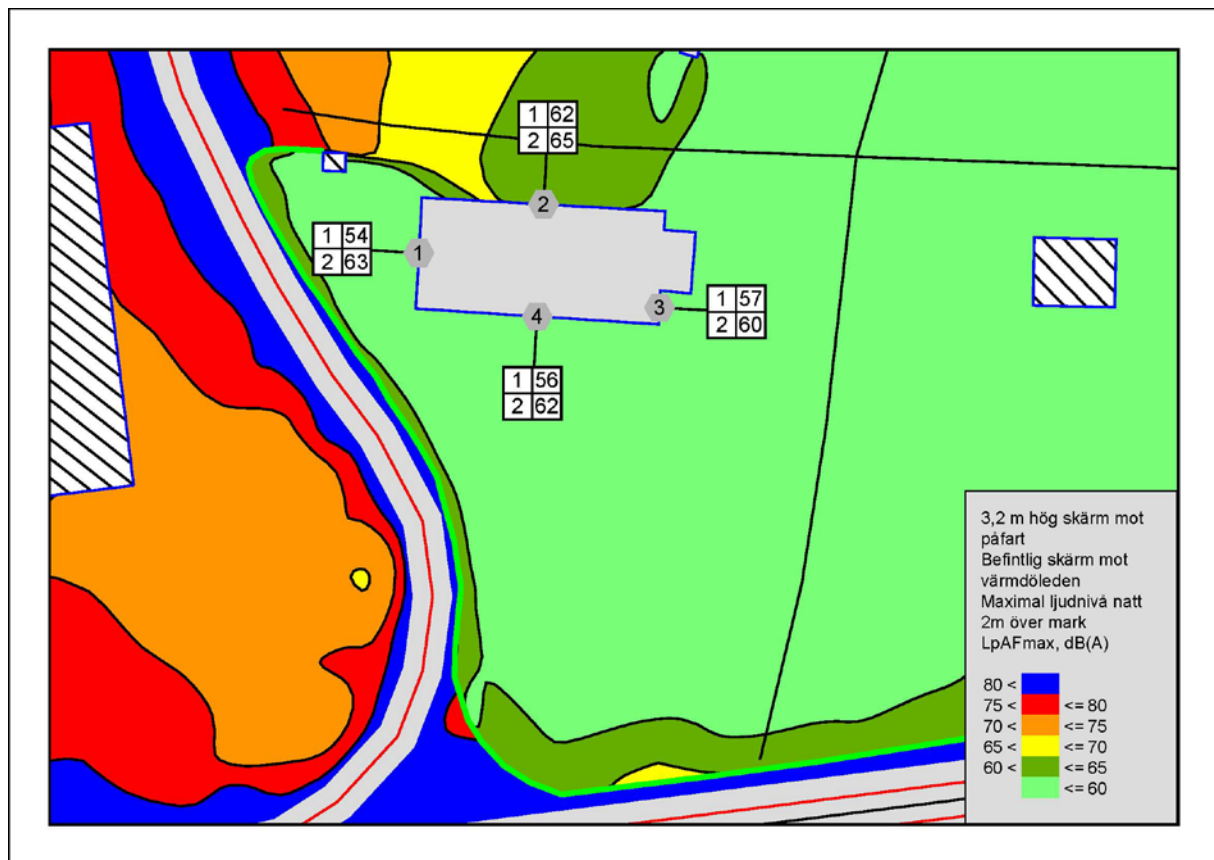 1 62
2 65
2
1 54
2 63
1
3
1 57
2 60
4
1 56
2 62
3,2 m hög skärm mot
påfart
Befintlig skärm mot
värmdöleden
Maximal ljudnivå natt
2m över mark
LpAFmax, dB(A)
80 <
75 < <= 80
70 < <= 75
65 < <= 70
60 < <= 65
<= 60